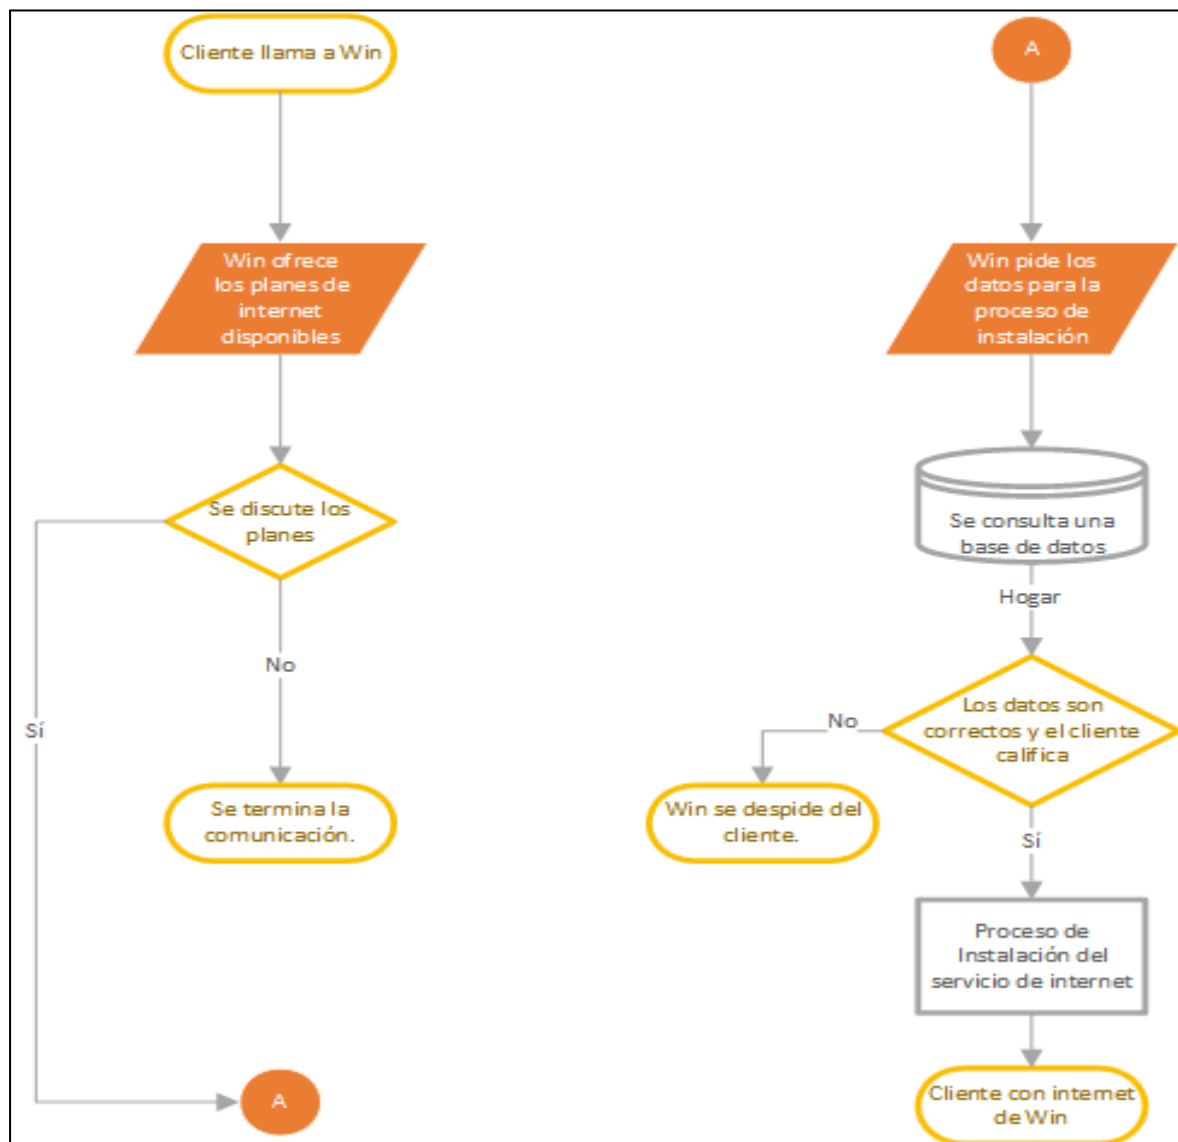 Cliente llama a Win
Win ofrece
los planes de
internet
disponibles
Se discute los
planes
No
Sí
Se termina la
comunicación.
A
A
Win pide los
datos para la
proceso de
instalación
Se consulta una
base de datos
Hogar
Los datos son
correctos y el cliente
califica
No
Win se despide del
cliente.
Sí
Proceso de
Instalación del
servicio de internet
Cliente con internet
de Win